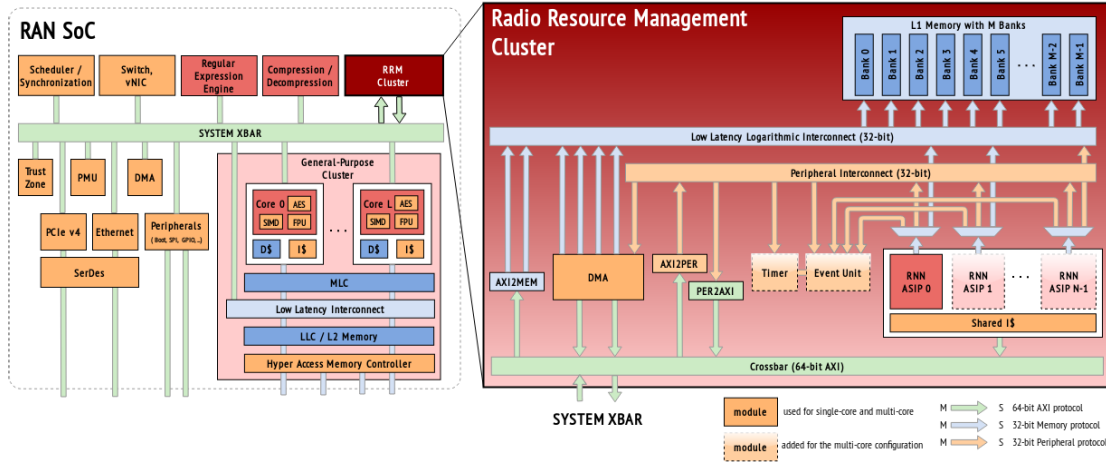 RAN SoC
Scheduler /
Synchronization
Switch,
vNIC
Regular
Expression
Engine
Compression /
Decompression
RRM
Cluster
SYSTEM XBAR
Trust
Zone
PMU
DMA
PCIe v4
Ethernet
Peripherals
( Boot, SPI, GPIO, ..)
SerDes
General-Purpose
Cluster
Core 0
AES
SIMD
FPU
D$
I$
. . .
Core L
AES
SIMD
FPU
D$
I$
MLC
Low Latency Interconnect
LLC / L2 Memory
Hyper Access Memory Controller
Radio Resource Management
Cluster
L1 Memory with M Banks
Bank 0
Bank 1
Bank 2
Bank 3
Bank 4
Bank 5
. . .
Bank M-2
Bank M-1
Low Latency Logarithmic Interconnect (32-bit)
Peripheral Interconnect (32-bit)
AXI2MEM
DMA
AXI2PER
PER2AXI
Timer
Event Unit
RNN
ASIP 0
RNN
ASIP 1
. . .
RNN
ASIP N-1
Shared I$
Crossbar (64-bit AXI)
SYSTEM XBAR
module
used for single-core and multi-core
module
added for the multi-core configuration
M S 64-bit AXI protocol
M S 32-bit Memory protocol
M S 32-bit Peripheral protocol